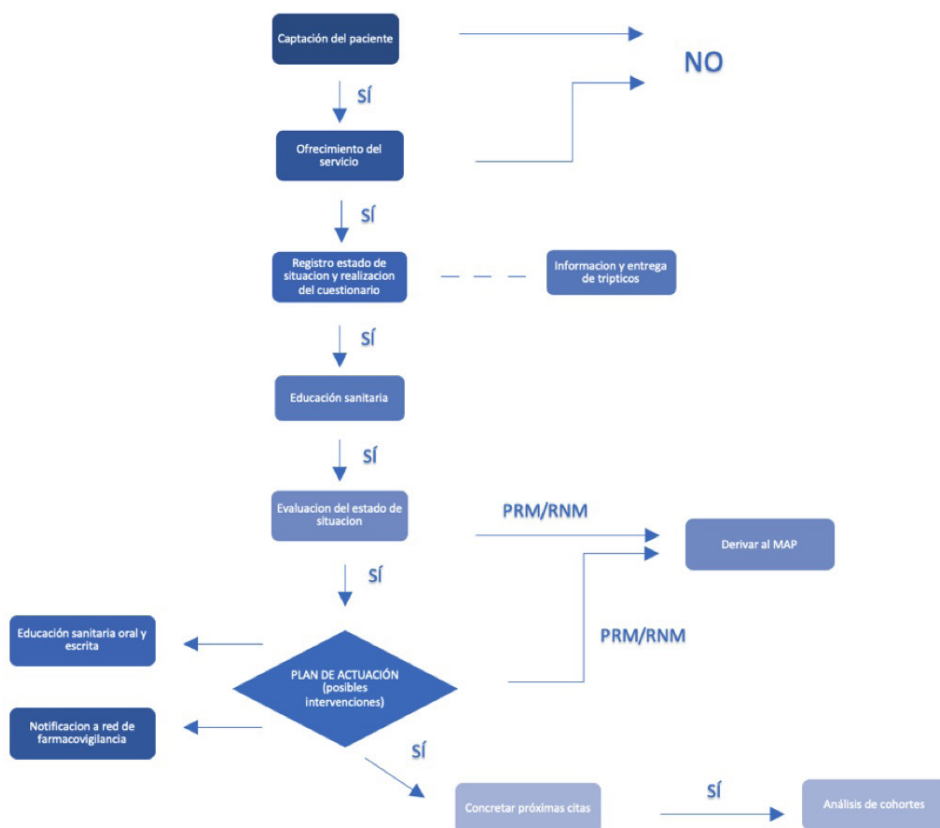 Captación del paciente
NO
SÍ
Ofrecimiento del
servicio
SÍ
Registro estado de
situacion y realizacion
del cuestionario
Informacion y entrega
de tripticos
SÍ
Educación sanitaria
SÍ
Evaluacion del estado de
situacion
PRM/RNM
Derivar al MAP
SÍ
Educación sanitaria oral y
escrita
PRM/RNM
PLAN DE ACTUACIÓN
(posibles
intervenciones)
Notificacion a red de
farmacovigilancia
SÍ
Concretar próximas citas
SÍ
Análisis de cohortes